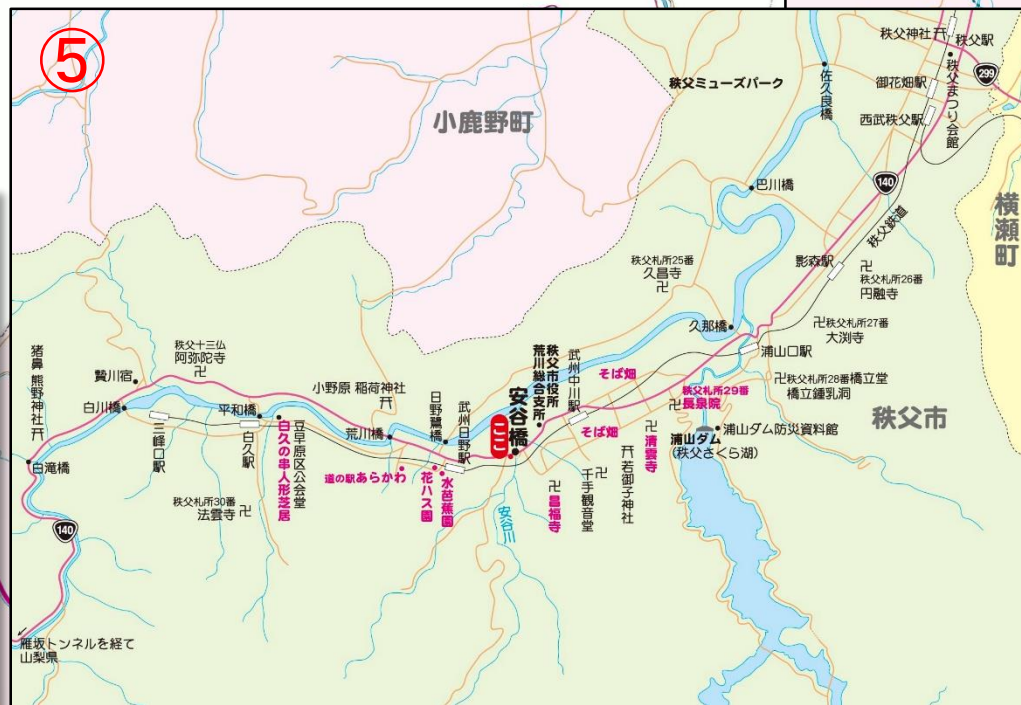 ⑤
小鹿野町
秩父ミューズパーク
佐久良橋
秩父神社
秩父駅
秩父まつり会館
御花畑駅
西武秩父駅
299
横瀬町
巴川橋
140
秩父鉄道
影森駅
秩父札所25番
久昌寺
秩父札所26番
円融寺
久那橋
秩父札所27番
大渕寺
浦山口駅
秩父札所28番橋立堂
橋立鍾乳洞
秩父市
秩父札所29番
長泉院
浦山ダム防災資料館
浦山ダム
(秩父さくら湖)
そば畑
武州中川駅
そば畑
清雲寺
若御子神社
千手観音堂
昌福寺
秩父市役所
荒川総合支所
安谷橋
ここ
安谷川
武州日野駅
日野鷺橋
水芭蕉園
花ハス園
道の駅 あらかわ
荒川橋
小野原 稲荷神社
秩父十三仏
阿弥陀寺
贄川宿
猪鼻 熊野神社
白川橋
平和橋
三峰口駅
白久駅
豆早原区公会堂
白久の串人形芝居
秩父札所30番
法雲寺
白滝橋
140
雁坂トンネルを経て
山梨県